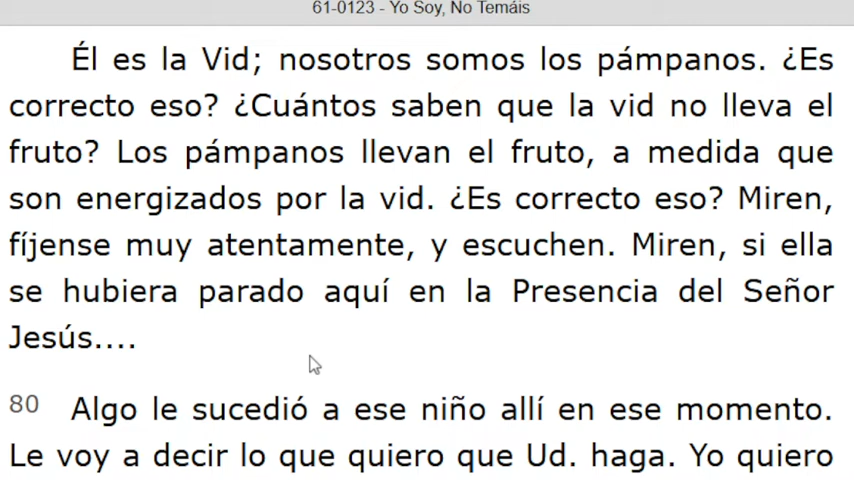 61-0123 - Yo Soy, No Temáis
Él es la Vid; nosotros somos los pámpanos. ¿Es
correcto eso? ¿Cuántos saben que la vid no lleva el
fruto? Los pámpanos llevan el fruto, a medida que
son energizados por la vid. ¿Es correcto eso? Miren,
fíjense muy atentamente, y escuchen. Miren, si ella
se hubiera parado aquí en la Presencia del Señor
Jesús....
80 Algo le sucedió a ese niño allí en ese momento.
Le voy a decir lo que quiero que Ud. haga. Yo quiero